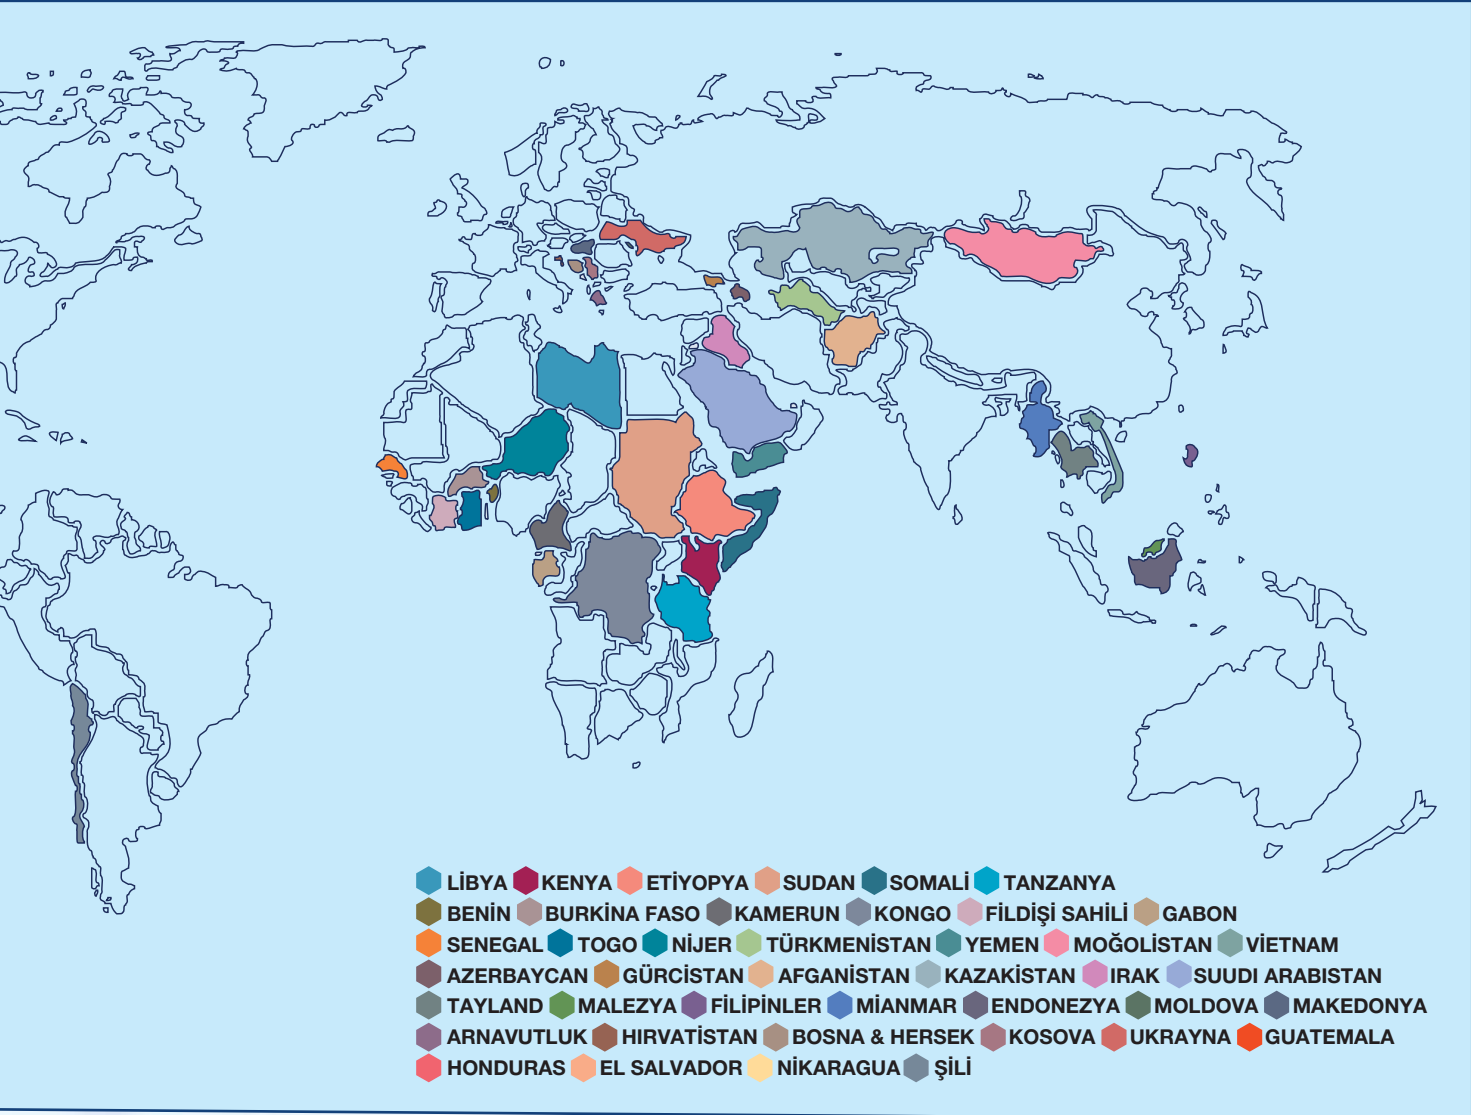 LİBYA KENYA ETİYOPYA SUDAN SOMALİ TANZANYA
BENİN BURKİNA FASO KAMERUN KONGO FİLDİŞİ SAHİLİ GABON
SENEGAL TOGO NİJER TÜRKMENİSTAN YEMEN MOĞOLİSTAN VİETNAM
AZERBAYCAN GÜRCİSTAN AFGANİSTAN KAZAKİSTAN IRAK SUUDI ARABISTAN
TAYLAND MALEZYA FİLİPİNLER MİANMAR ENDONEZYA MOLDOVA MAKEDONYA
ARNAVUTLUK HIRVATİSTAN BOSNA & HERSEK KOSOVA UKRAYNA GUATEMALA
HONDURAS EL SALVADOR NİKARAGUA ŞİLİ